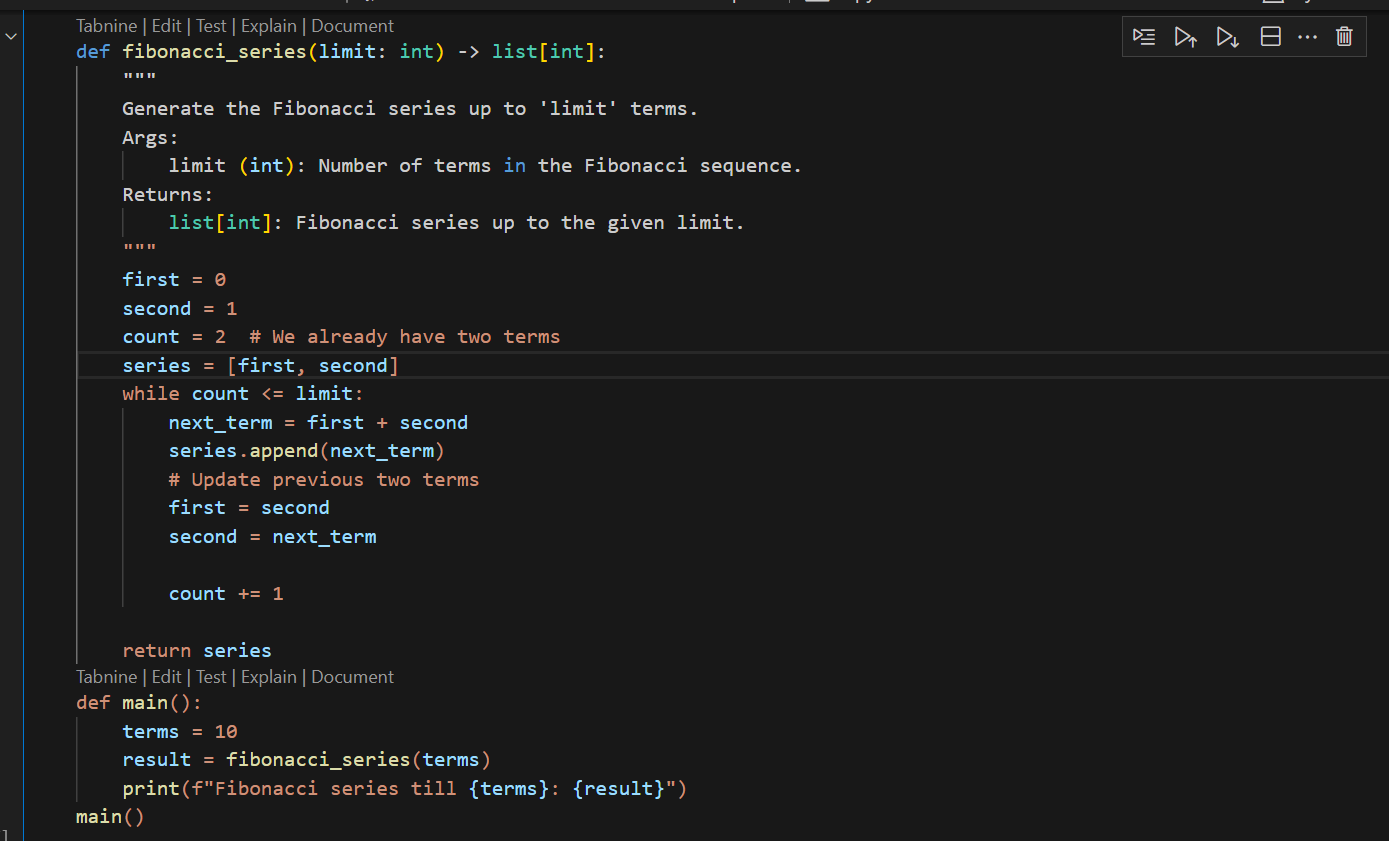 Tabnine | Edit | Test | Explain | Document
def fibonacci_series(limit: int) -> list[int]:
    """
    Generate the Fibonacci series up to 'limit' terms.
    Args:
        limit (int): Number of terms in the Fibonacci sequence.
    Returns:
        list[int]: Fibonacci series up to the given limit.
    """
    first = 0
    second = 1
    count = 2  # We already have two terms
    series = [first, second]
    while count <= limit:
        next_term = first + second
        series.append(next_term)
        # Update previous two terms
        first = second
        second = next_term
        count += 1
    return series
Tabnine | Edit | Test | Explain | Document
def main():
    terms = 10
    result = fibonacci_series(terms)
    print(f"Fibonacci series till {terms}: {result}")
main()
]